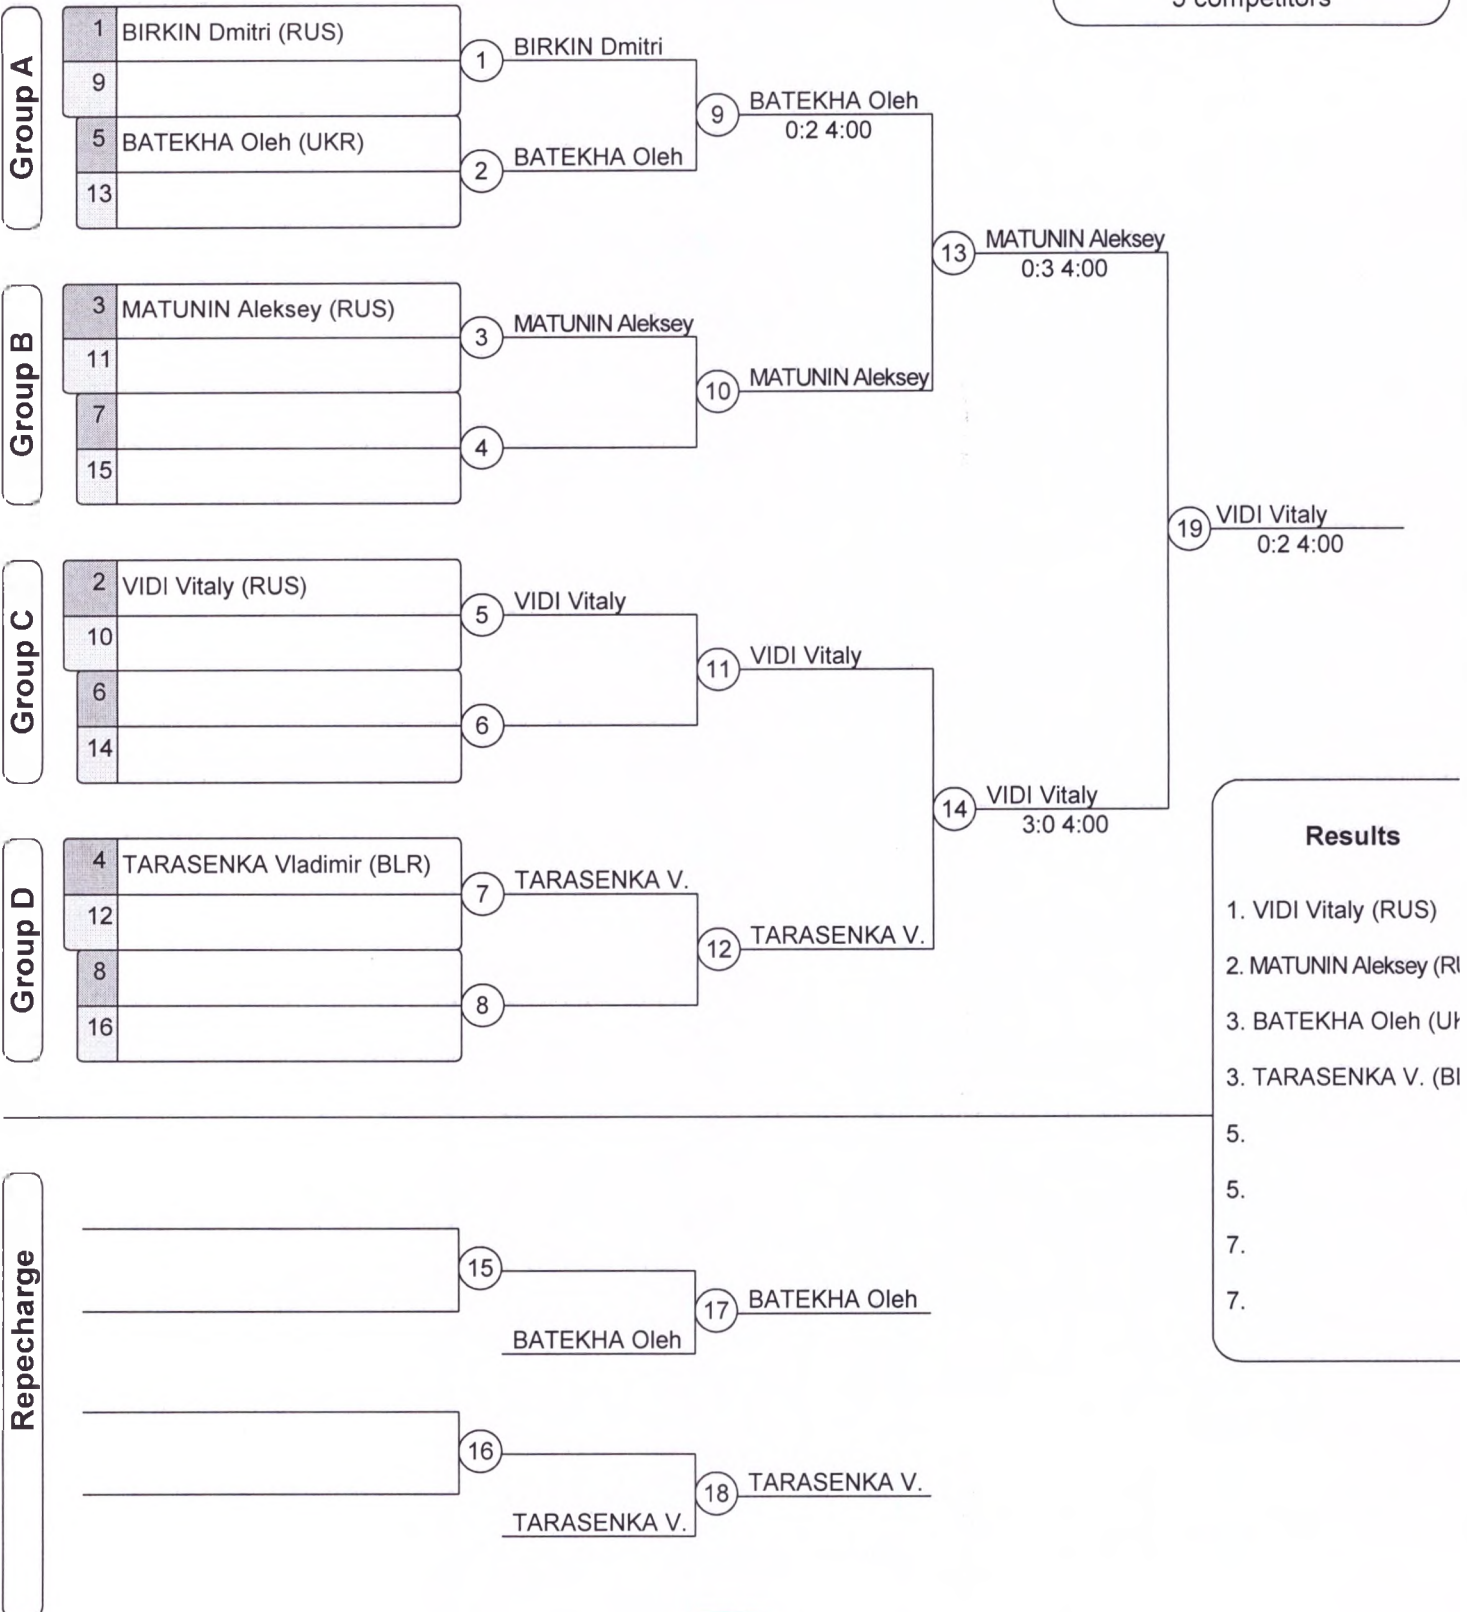 5 competitors
Group A
1 BIRKIN Dmitri (RUS)
9
5 BATEKHA Oleh (UKR)
13
1 BIRKIN Dmitri
2 BATEKHA Oleh
9 BATEKHA Oleh
0:2 4:00
13 MATUNIN Aleksey
0:3 4:00
Group B
3 MATUNIN Aleksey (RUS)
11
7
15
3 MATUNIN Aleksey
4
10 MATUNIN Aleksey
19 VIDI Vitaly
0:2 4:00
Group C
2 VIDI Vitaly (RUS)
10
6
14
5 VIDI Vitaly
6
11 VIDI Vitaly
14 VIDI Vitaly
3:0 4:00
Group D
4 TARASENKA Vladimir (BLR)
12
8
16
7 TARASENKA V.
8
12 TARASENKA V.
Results
1. VIDI Vitaly (RUS)
2. MATUNIN Aleksey (RU
3. BATEKHA Oleh (UK
3. TARASENKA V. (Bl
5.
5.
7.
7.
Repecharge
15
BATEKHA Oleh
17 BATEKHA Oleh
16
TARASENKA V.
18 TARASENKA V.